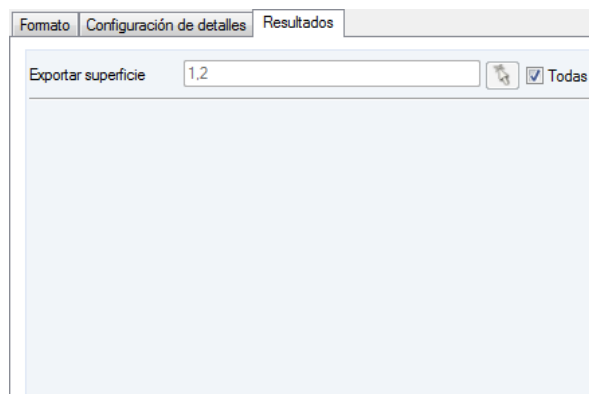 Formato Configuración de detalles Resultados
Exportar superficie 1,2 Todas